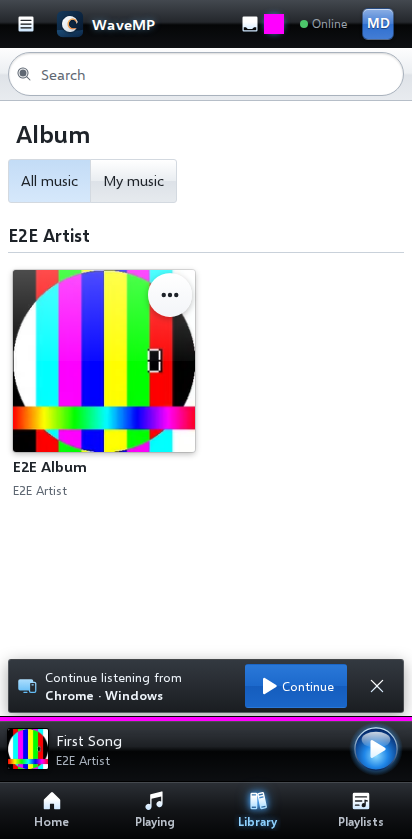 WaveMP
Online
MD
Search
Album
All music
My music
E2E Artist
E2E Album
E2E Artist
Continue listening from
Chrome · Windows
Continue
First Song
E2E Artist
Home
Playing
Library
Playlists